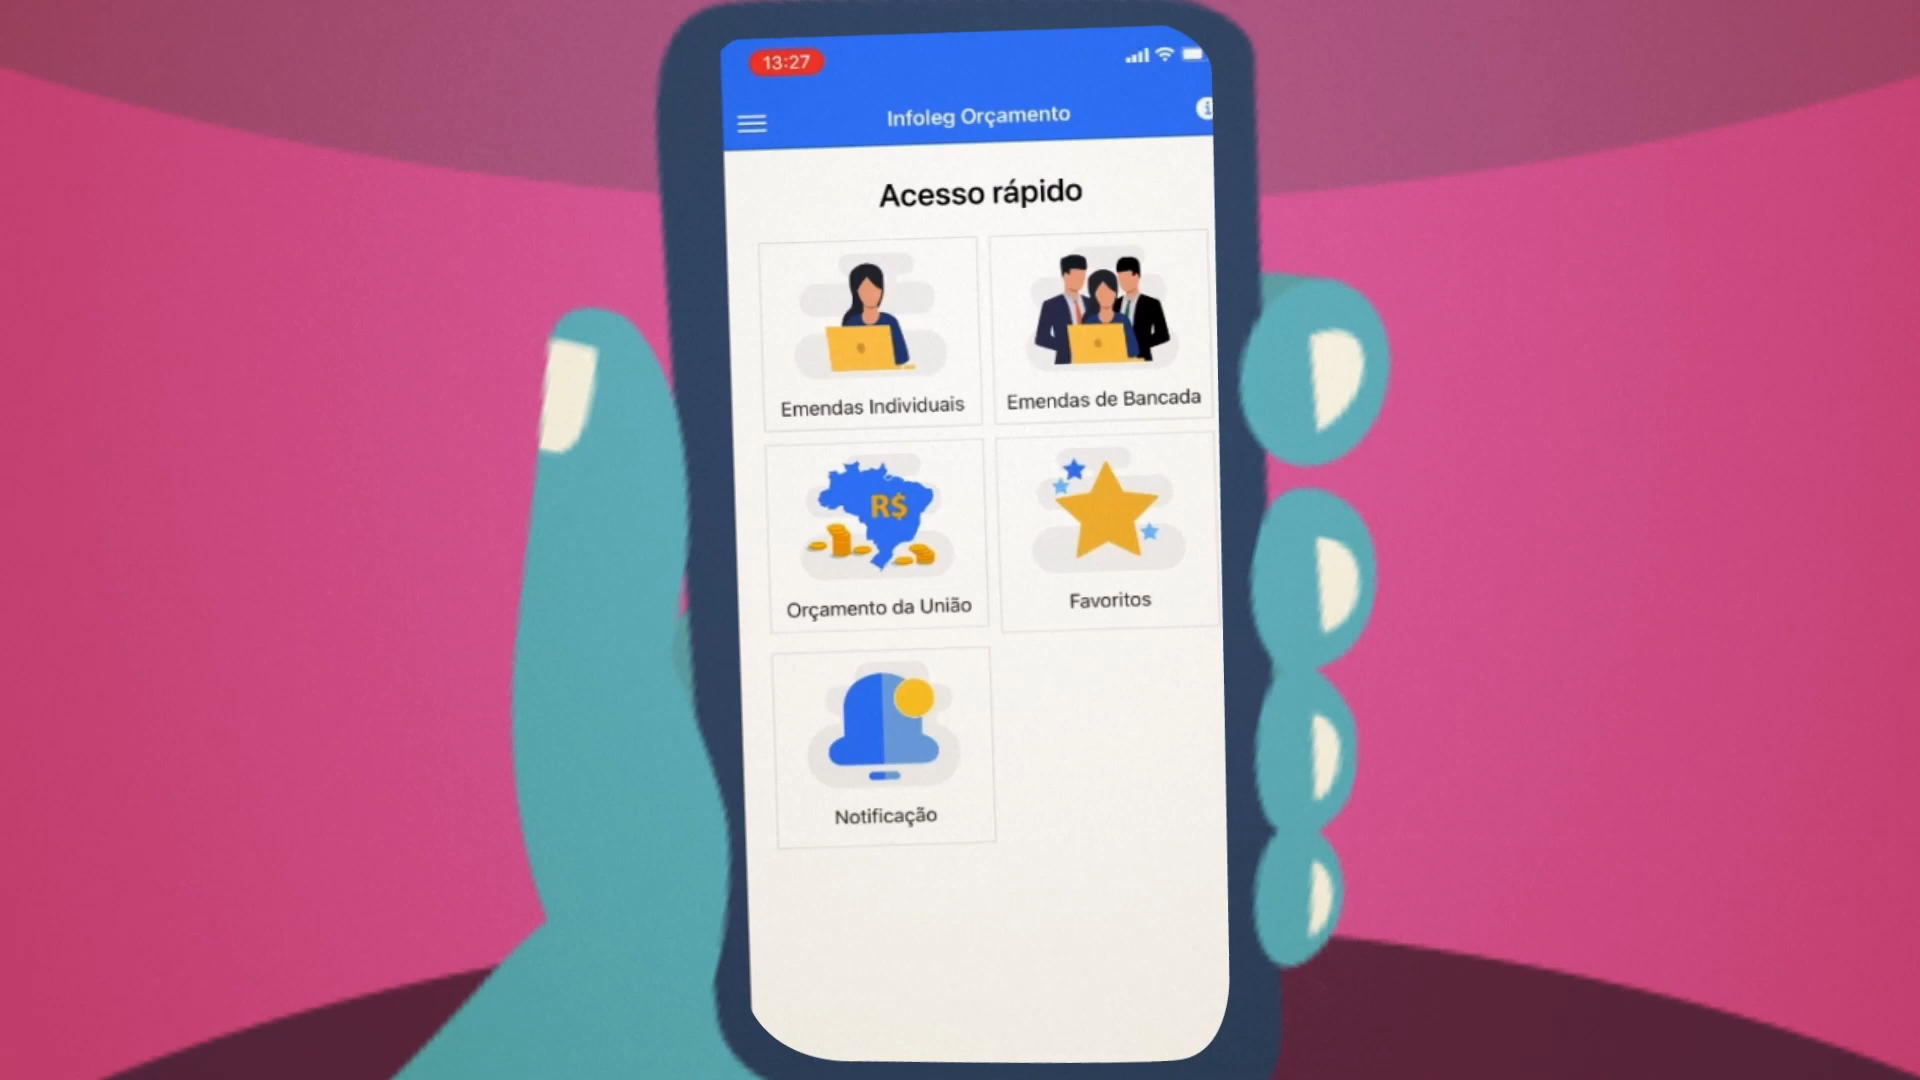 13:27
Infoleg Orçamento
Acesso rápido
Emendas Individuais
Emendas de Bancada
R$
Orçamento da União
Favoritos
Notificação